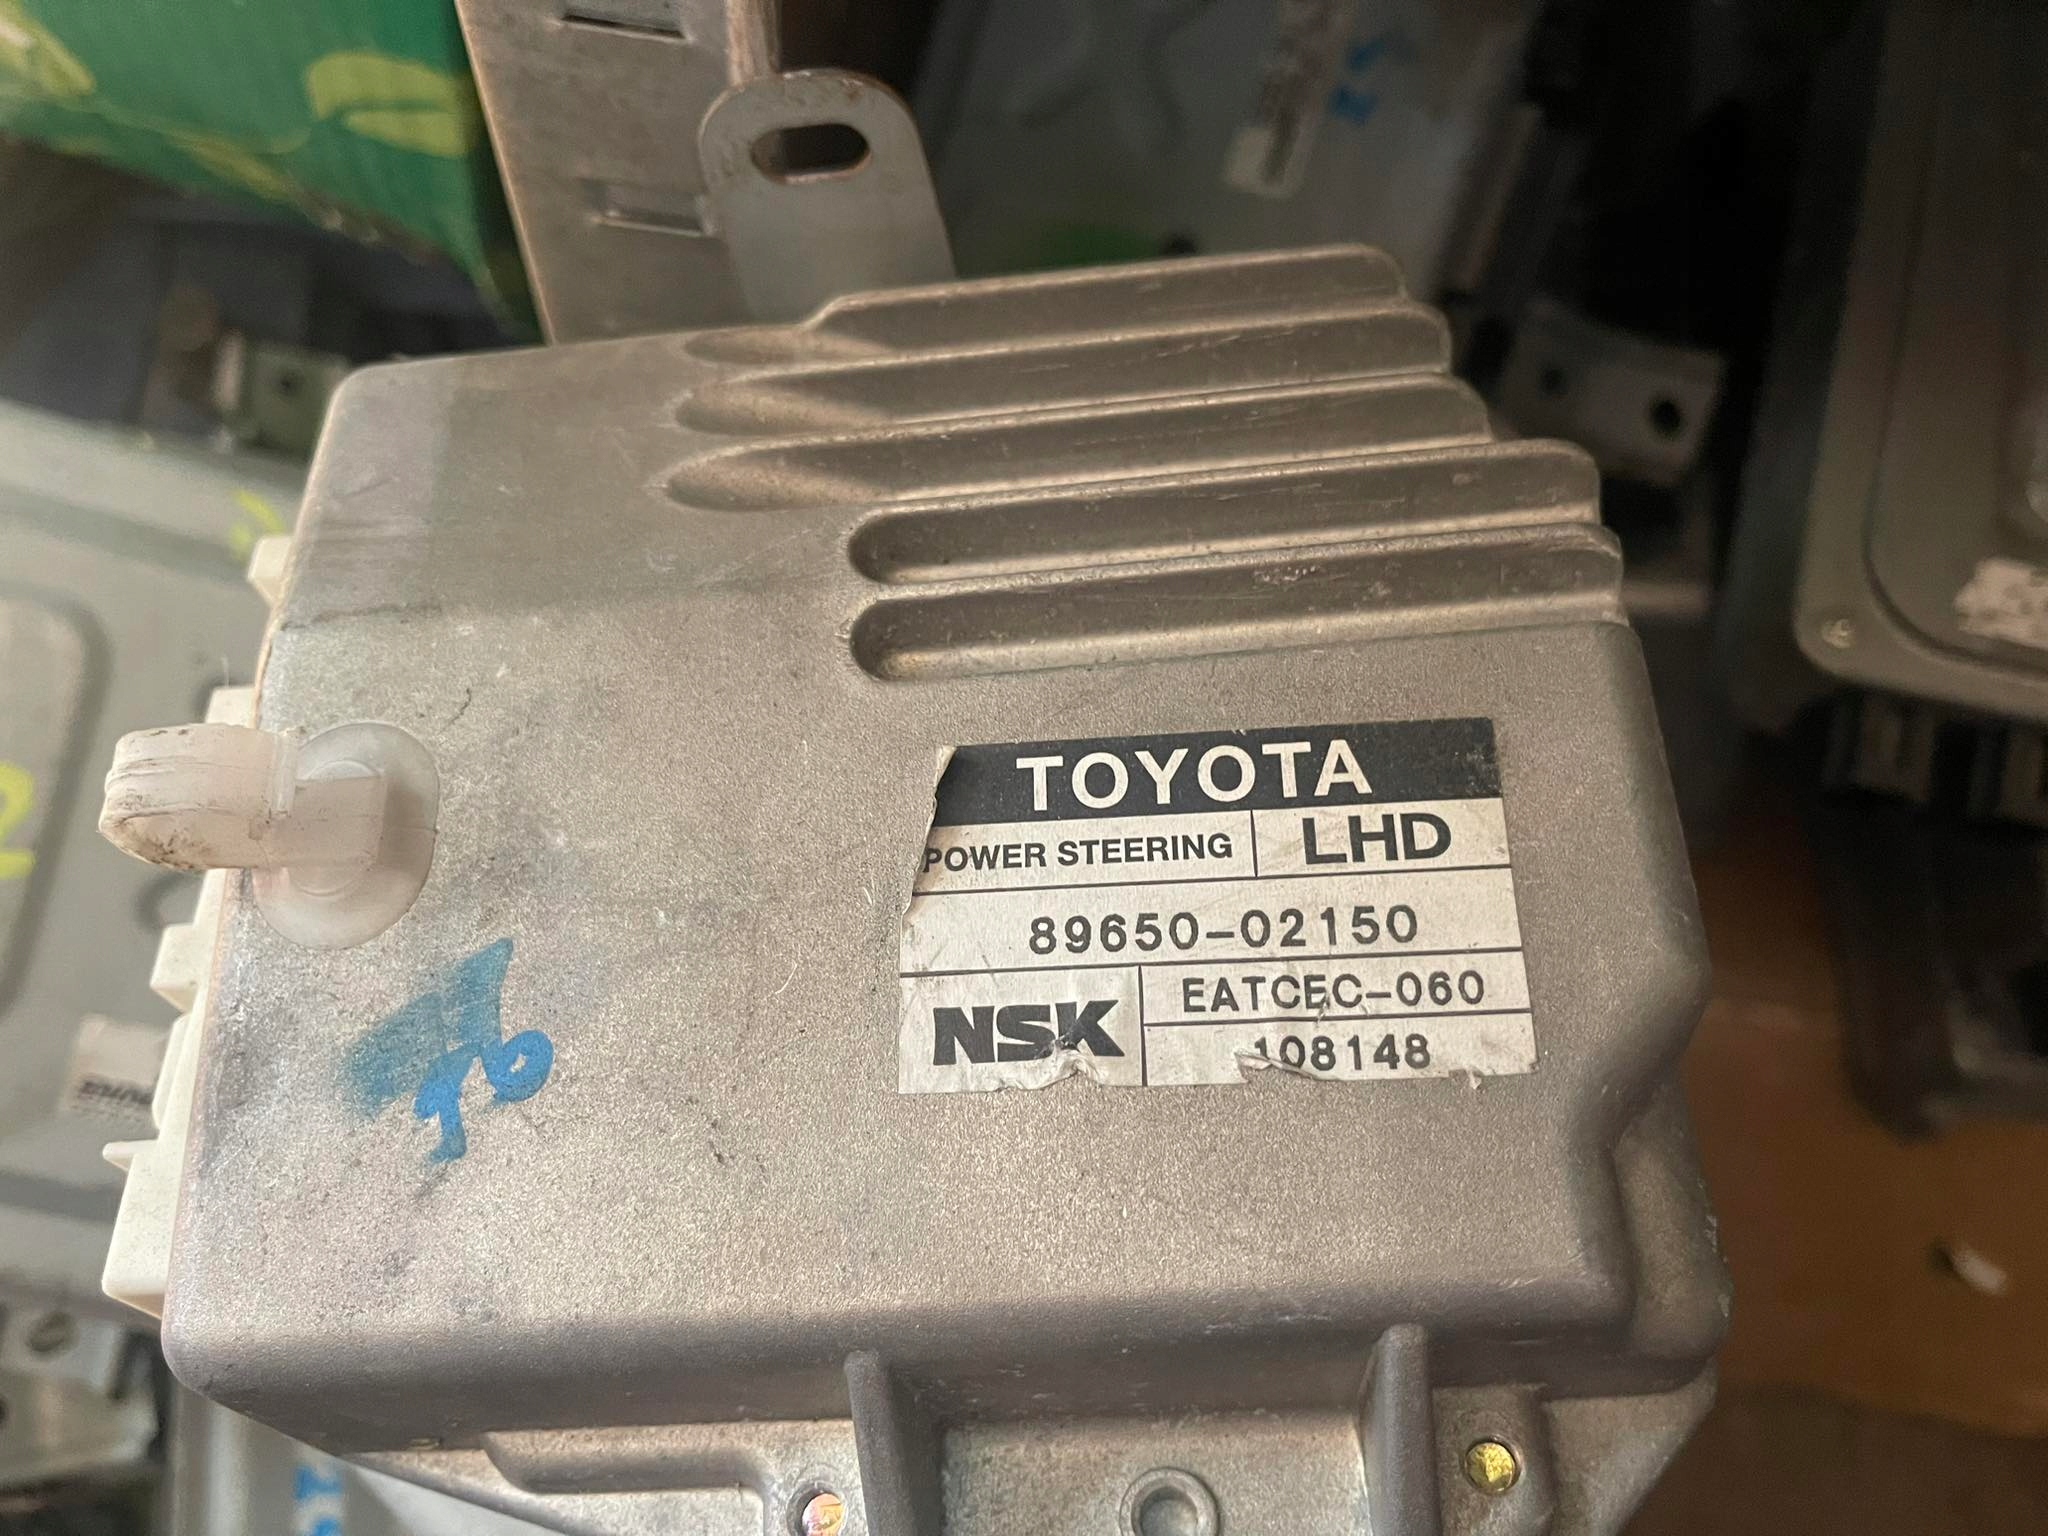 TOYOTA
POWER STEERING LHD
89650-02150
NSK EATCEC-060
108148